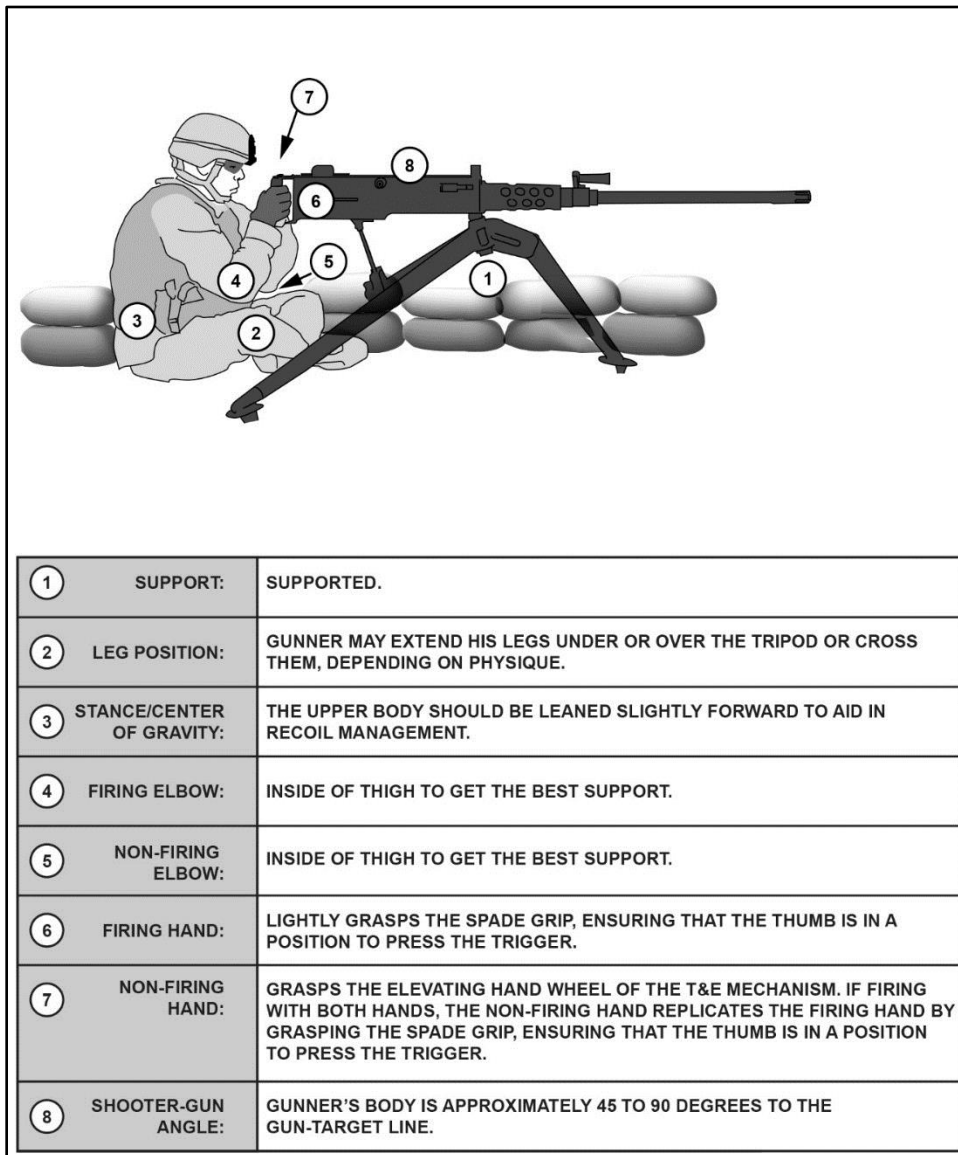 7
8
6
5
4
1
3
2
1 SUPPORT: SUPPORTED.
2 LEG POSITION: GUNNER MAY EXTEND HIS LEGS UNDER OR OVER THE TRIPOD OR CROSS
THEM, DEPENDING ON PHYSIQUE.
3 STANCE/CENTER
OF GRAVITY: THE UPPER BODY SHOULD BE LEANED SLIGHTLY FORWARD TO AID IN
RECOIL MANAGEMENT.
4 FIRING ELBOW: INSIDE OF THIGH TO GET THE BEST SUPPORT.
5 NON-FIRING
ELBOW: INSIDE OF THIGH TO GET THE BEST SUPPORT.
6 FIRING HAND: LIGHTLY GRASPS THE SPADE GRIP, ENSURING THAT THE THUMB IS IN A
POSITION TO PRESS THE TRIGGER.
7 NON-FIRING
HAND: GRASPS THE ELEVATING HAND WHEEL OF THE T&E MECHANISM. IF FIRING
WITH BOTH HANDS, THE NON-FIRING HAND REPLICATES THE FIRING HAND BY
GRASPING THE SPADE GRIP, ENSURING THAT THE THUMB IS IN A POSITION
TO PRESS THE TRIGGER.
8 SHOOTER-GUN
ANGLE: GUNNER’S BODY IS APPROXIMATELY 45 TO 90 DEGREES TO THE
GUN-TARGET LINE.